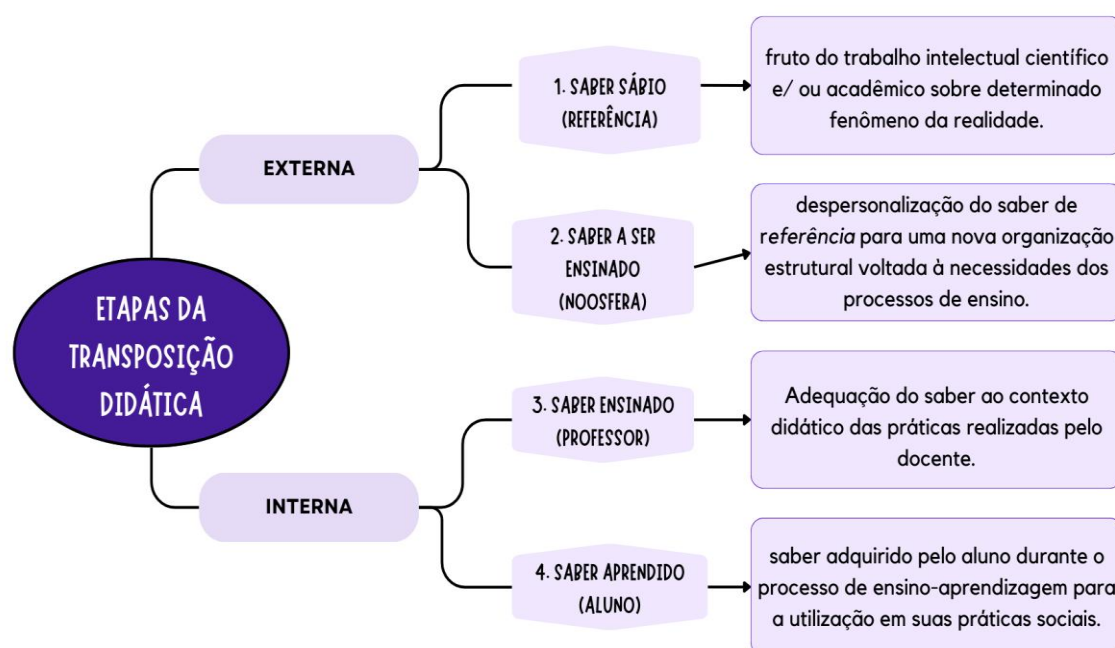 ETAPAS DA
TRANSPOSIÇÃO
DIDÁTICA
EXTERNA
1. SABER SÁBIO
(REFERÊNCIA)
fruto do trabalho intelectual científico
e/ ou acadêmico sobre determinado
fenômeno da realidade.
2. SABER A SER
ENSINADO
(NOOSFERA)
despersonalização do saber de
referência para uma nova organização
estrutural voltada à necessidades dos
processos de ensino.
INTERNA
3. SABER ENSINADO
(PROFESSOR)
Adequação do saber ao contexto
didático das práticas realizadas pelo
docente.
4. SABER APRENDIDO
(ALUNO)
saber adquirido pelo aluno durante o
processo de ensino-aprendizagem para
a utilização em suas práticas sociais.